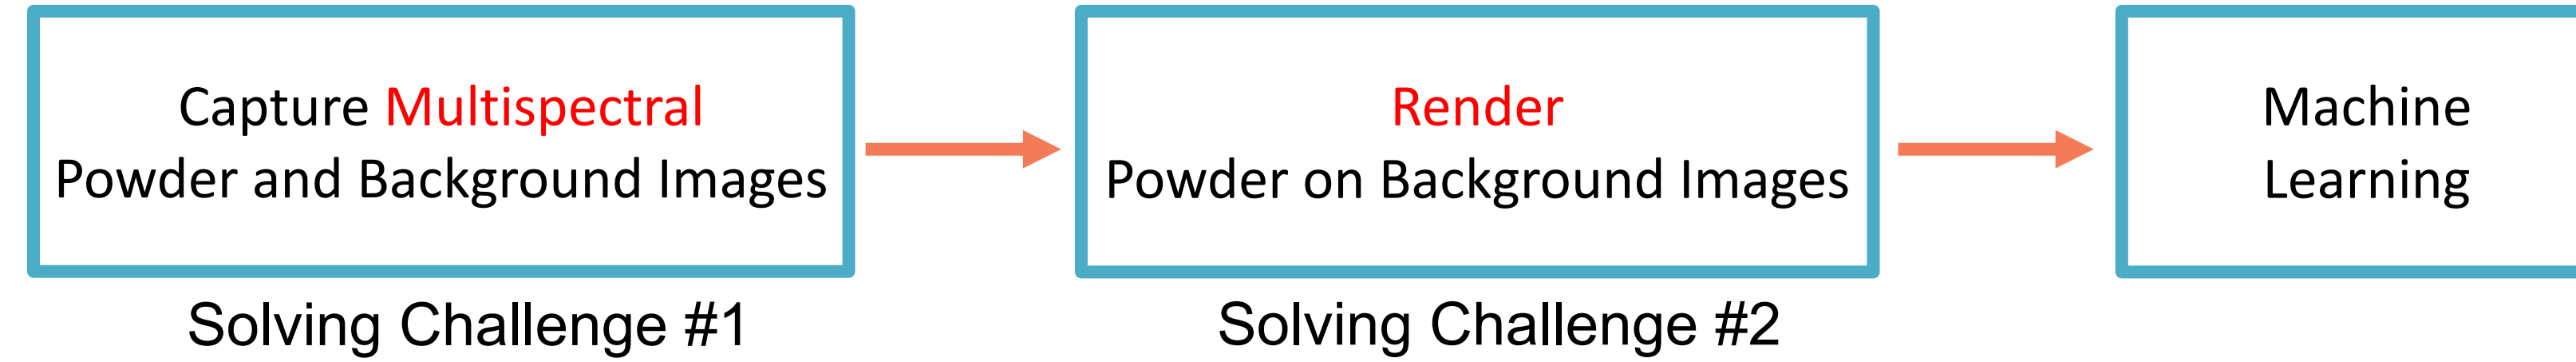 Capture Multispectral
Powder and Background Images
Solving Challenge #1
Render
Powder on Background Images
Solving Challenge #2
Machine
Learning